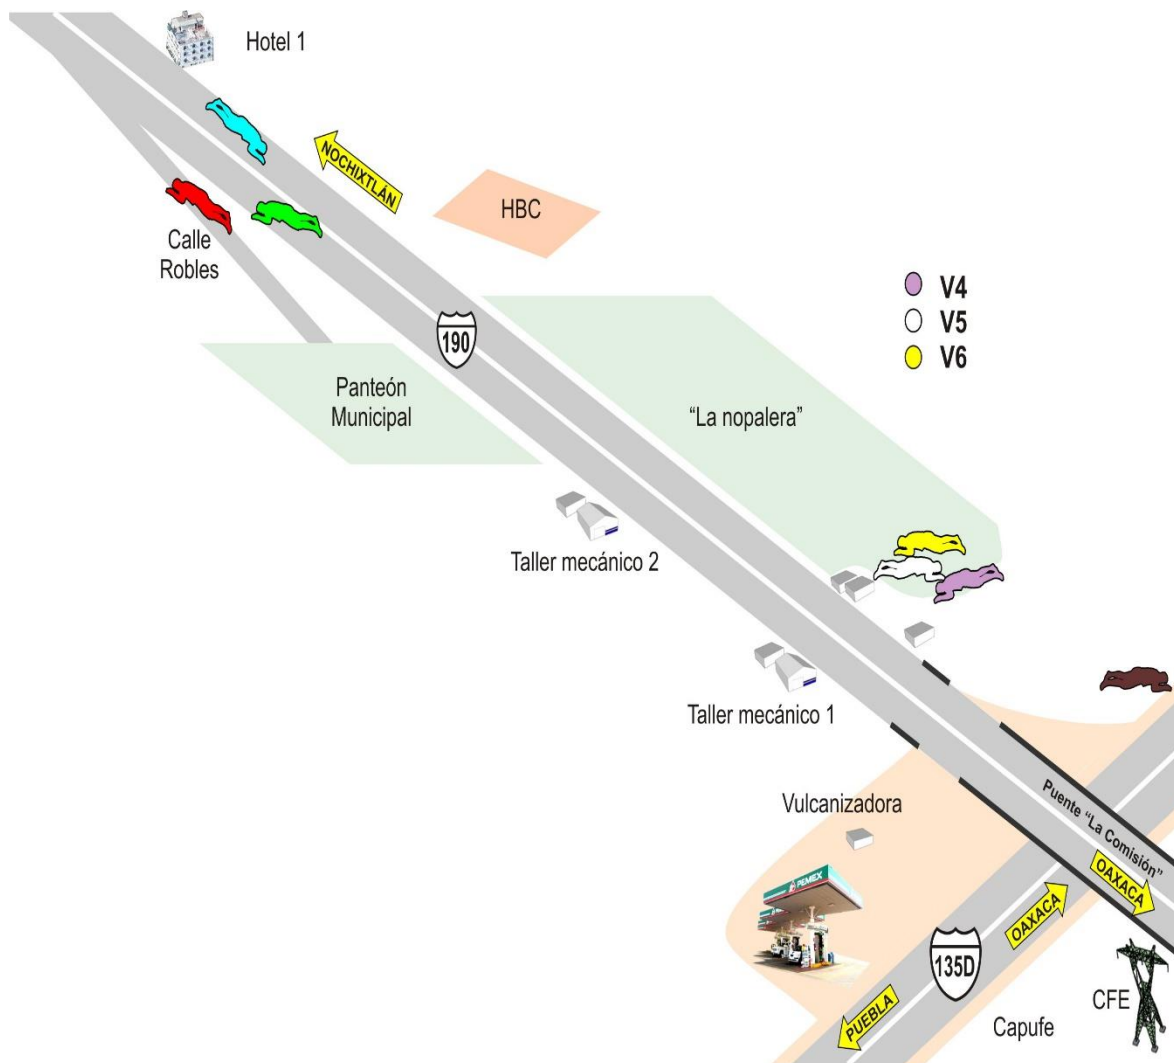 Hotel 1
NOCHIXTLÁN
HBC
Calle
Robles
V4
V5
V6
190
Panteón
Municipal
“La nopalera”
Taller mecánico 2
Taller mecánico 1
Puente “La Comisión”
Vulcanizadora
PEMEX
OAXACA
OAXACA
135D
PUEBLA
Capufe
CFE